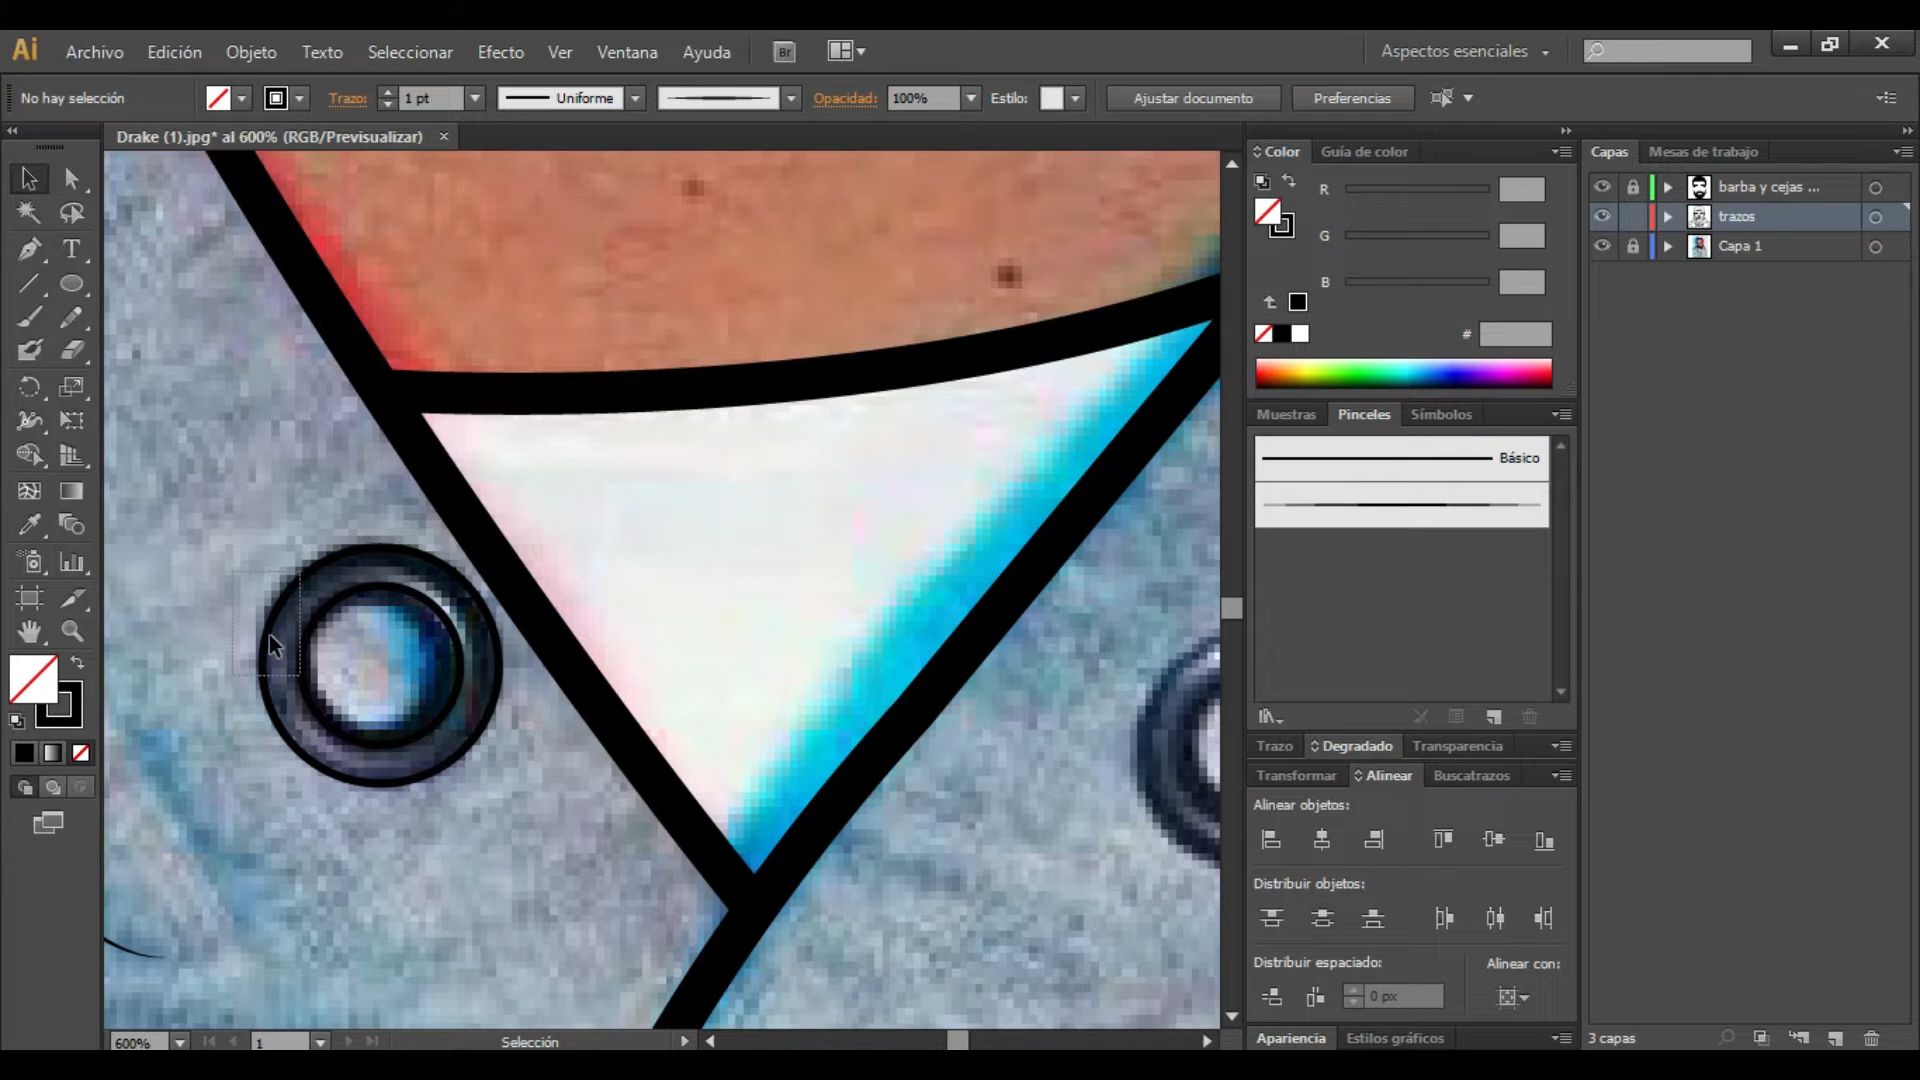 Ai Archivo Edición Objeto Texto Seleccionar Efecto Ver Ventana Ayuda Br Aspectos esenciales
No hay selección Trazo: 1 pt Uniforme Opacidad: 100% Estilo: Ajustar documento Preferencias
Drake (1).jpg* al 600% (RGB/Previsualizar)
Color Guía de color
R
G
B
#
Muestras Pinceles Símbolos
Básico
Trazo Degradado Transparencia
Transformar Alinear Buscatrazos
Alinear objetos:
Distribuir objetos:
Distribuir espaciado: Alinear con:
0 px
Apariencia Estilos gráficos
Capas Mesas de trabajo
barba y cejas ...
trazos
Capa 1
3 capas
600% 1 Selección